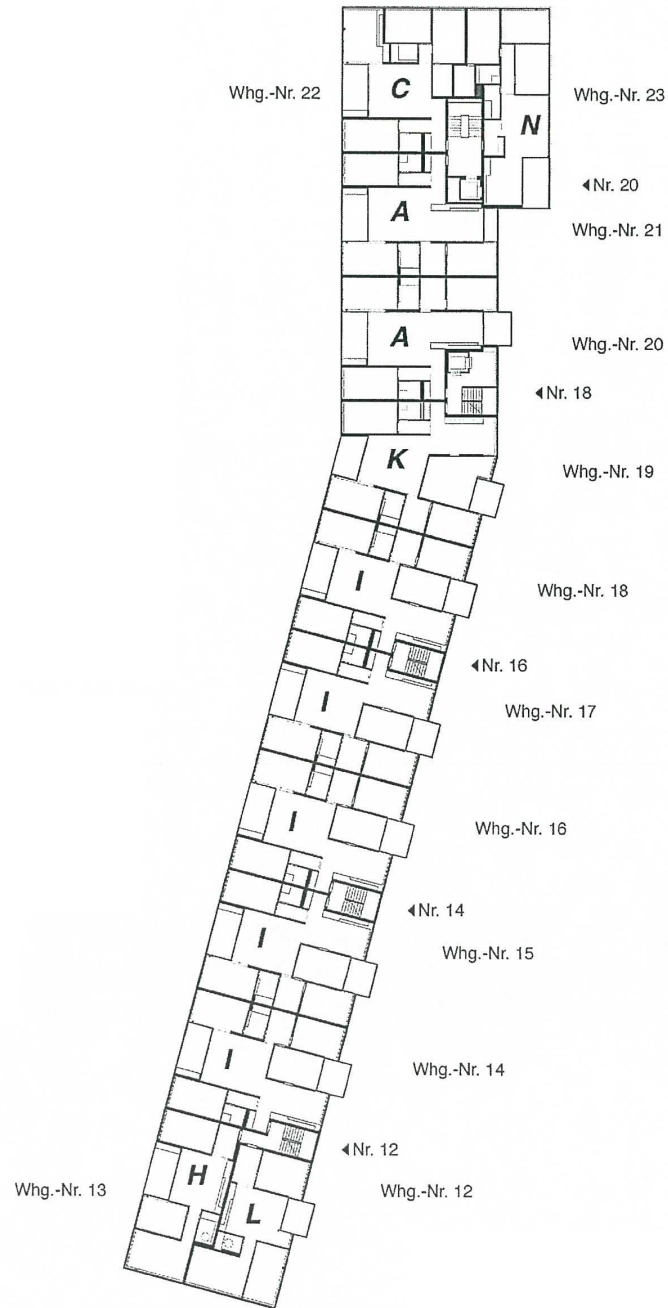 Whg.-Nr. 22
C
Whg.-Nr. 23
N
Nr. 20
A
Whg.-Nr. 21
A
Whg.-Nr. 20
Nr. 18
K
Whg.-Nr. 19
I
Whg.-Nr. 18
Nr. 16
I
Whg.-Nr. 17
I
Whg.-Nr. 16
Nr. 14
I
Whg.-Nr. 15
I
Whg.-Nr. 14
Nr. 12
H
Whg.-Nr. 13
Whg.-Nr. 12
L